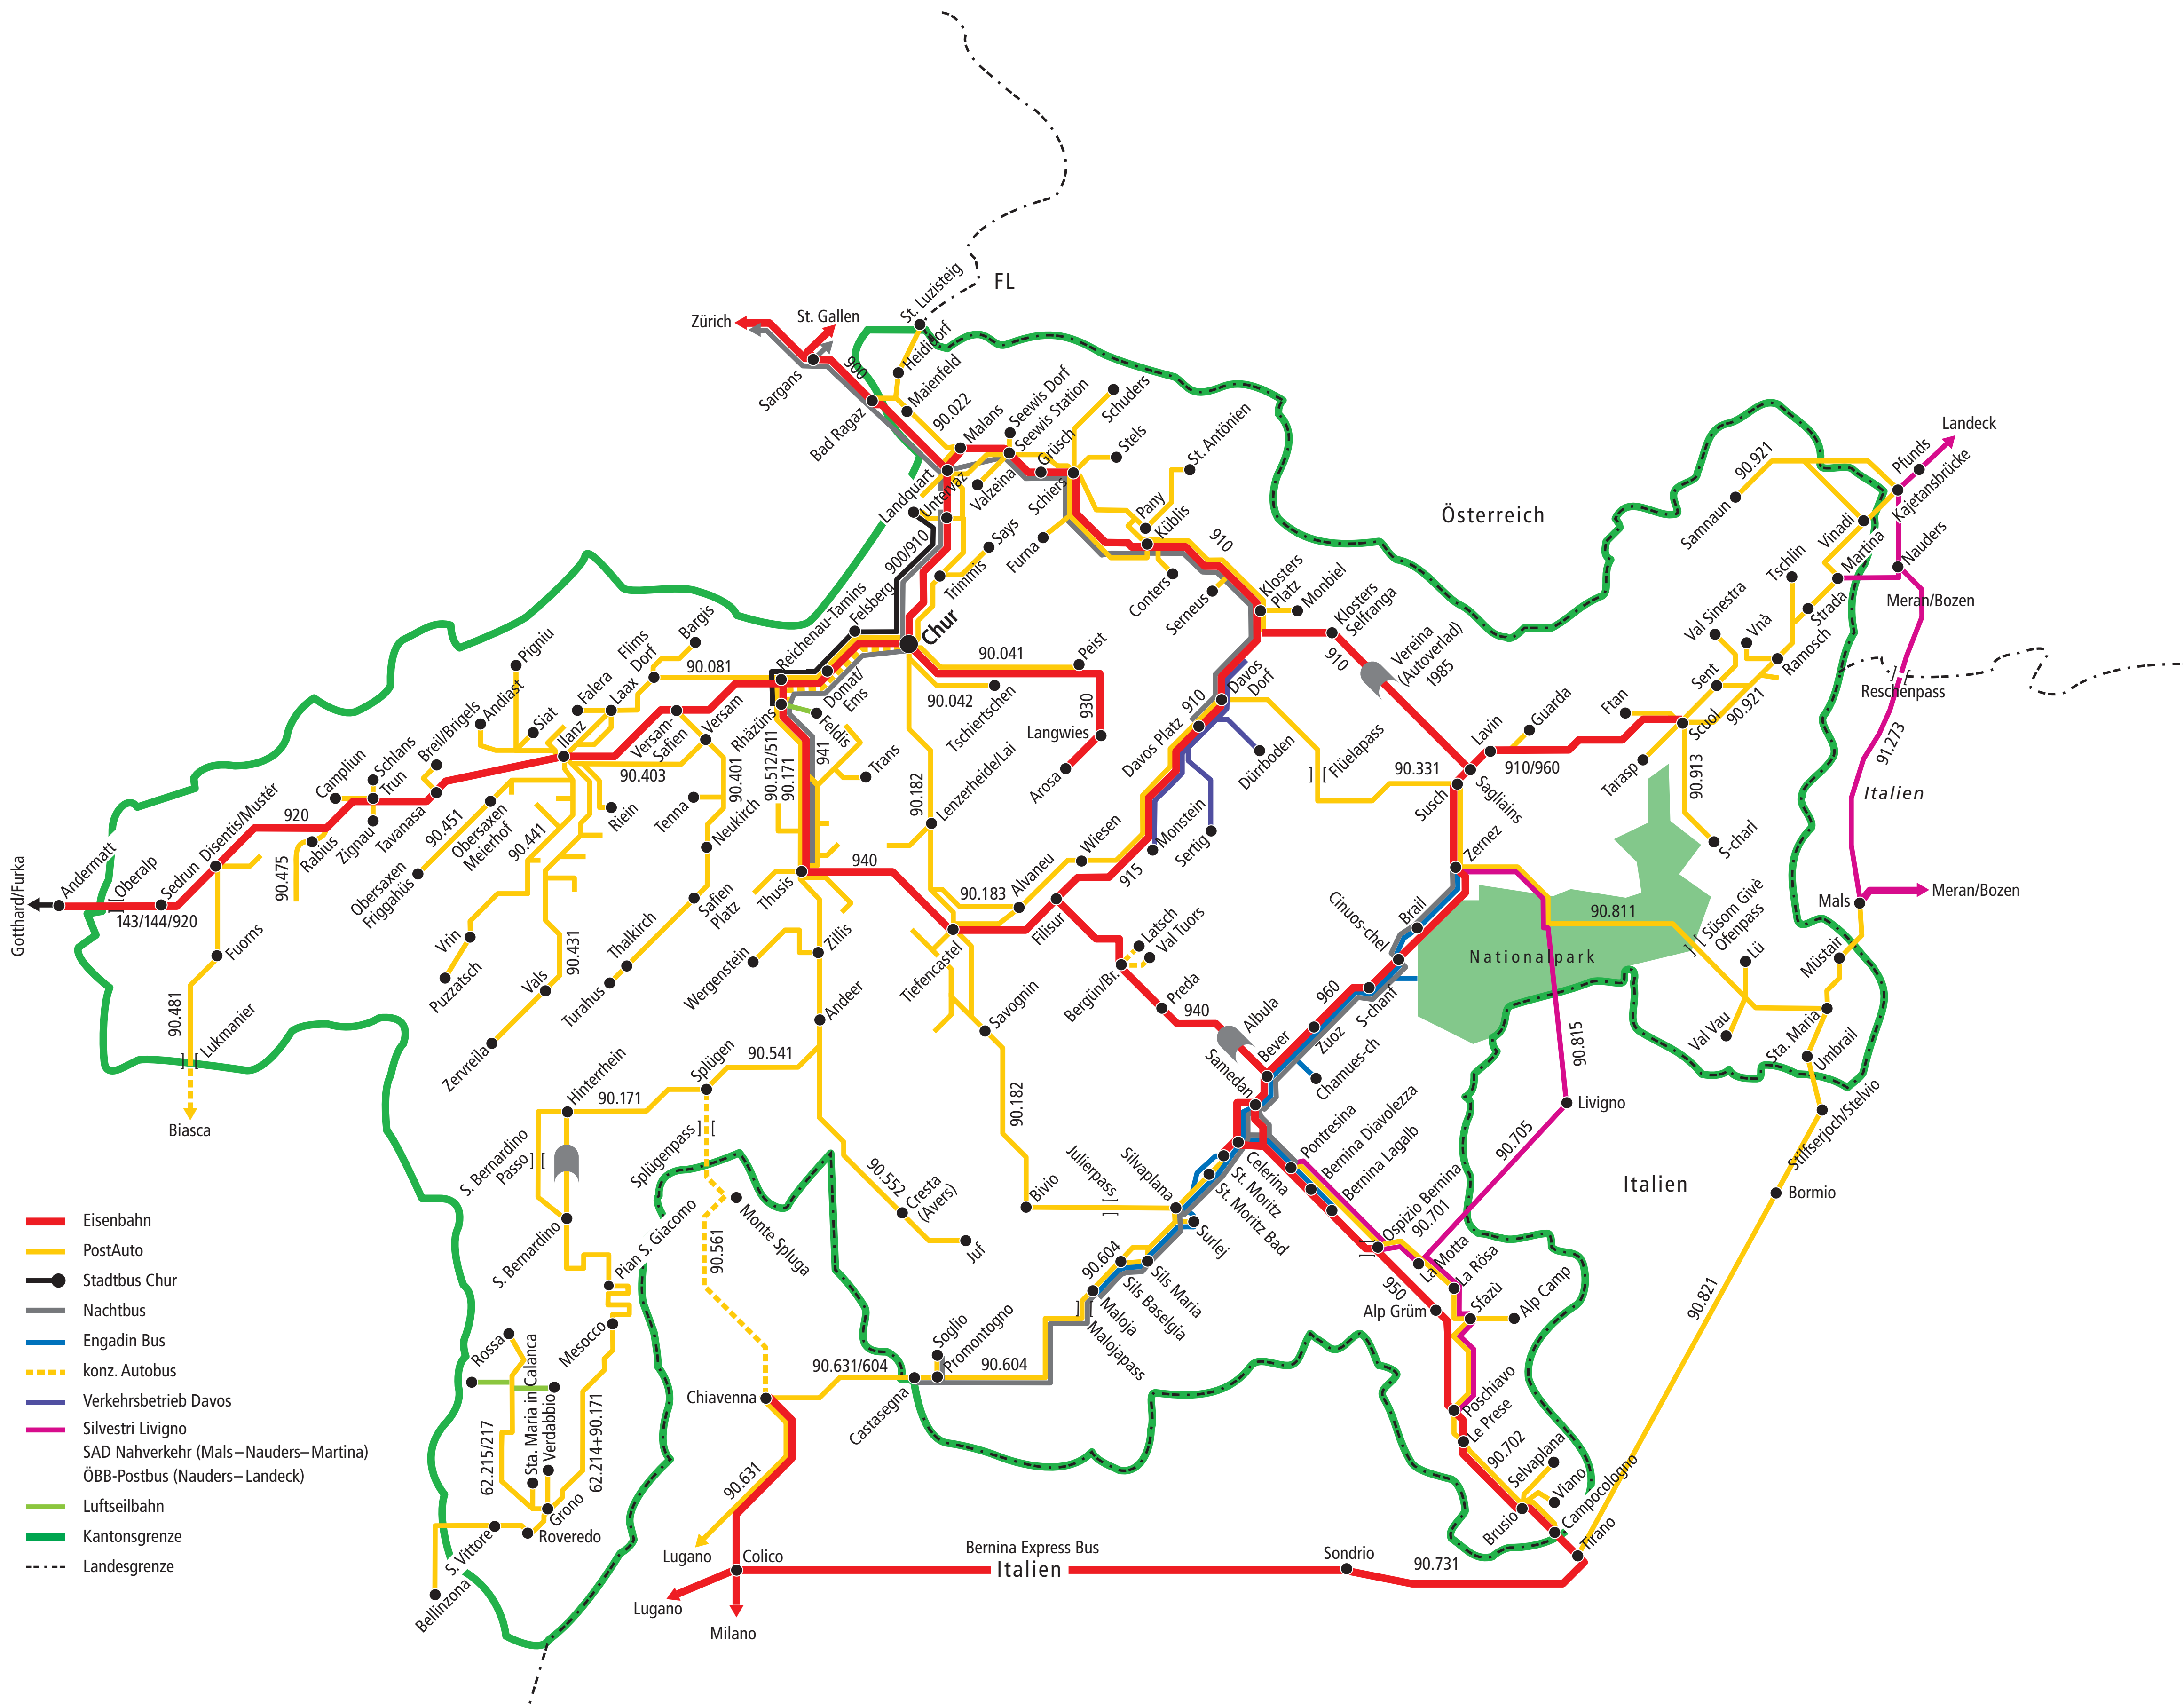 FL
St. Luzisteig
Zürich
St. Gallen
Heididorf
Sargans
900
Maienfeld
Bad Ragaz
90.022
Malans
Seewis Dorf
Seewis Station
Grüsch
Schuders
Stels
St. Antönien
Landquart
Untervaz
Valzeina
Schiers
Pany
Küblis
Furna
Says
Trimmis
900/910
910
Conters
Serneus
Klosters
Platz
Monbiel
Klosters
Selfranga
910
Vereina
(Autoverlad)
1985
Österreich
Landeck
Pfunds
Kajetansbrücke
90.921
Samnaun
Vinadi
Martina
Nauders
Meran/Bozen
Reschenpass
91.273
Italien
Mals
Meran/Bozen
Tschlin
Strada
Ramosch
Val Sinestra
Vnà
Sent
90.921
Scuol
Ftan
Tarasp
90.913
S-charl
Guarda
Lavin
910/960
Sagliains
Susch
90.331
Flüelapass
Zernez
Reichenau-Tamins
Felsberg
Chur
Domat/
Ems
Feldis
Rhäzüns
90.041
Peist
90.042
Tschiertschen
930
Langwies
Arosa
Pigniu
Andiast
Siat
Falera
Laax
Flims
Dorf
Bargis
90.081
Versam
Versam-
Safien
Ilanz
Breil/Brigels
Schlans
Campliun
Trun
Tavanasa
Zignau
Rabius
90.475
920
Disentis/Mustér
Sedrun
Oberalp
Andermatt
Gotthard/Furka
143/144/920
Fuorns
90.481
Lukmanier
Biasca
90.451
Obersaxen
Meierhof
Obersaxen
Friggahüs
90.441
90.403
Riein
Vrin
Puzzatsch
90.431
Vals
Zervreila
90.401
Tenna
Neukirch
Safien
Platz
Thalkirch
Turahus
90.512/511
90.171
941
Trans
Thusis
940
90.182
Lenzerheide/Lai
90.183
Alvaneu
Wiesen
Tiefencastel
Filisur
915
Davos Platz
910
Davos
Dorf
Dürrboden
Monstein
Sertig
Zillis
Wergenstein
Andeer
Savognin
90.182
Bivio
Julierpass
Bergün/Br.
Latsch
Val Tuors
Preda
940
Albula
Bever
Samedan
960
Brail
Cinuos-chel
S-chanf
Zuoz
Chamues-ch
Nationalpark
90.811
Süsom Givè
Ofenpass
Lü
Val Vau
Müstair
Sta. Maria
Umbrail
Stilfserjoch/Stelvio
Bormio
90.821
90.815
Livigno
90.705
Italien
Pontresina
Bernina Diavolezza
Bernina Lagalb
Ospizio Bernina
90.701
La Motta
La Rösa
Sfazù
Alp Camp
950
Alp Grüm
Poschiavo
Le Prese
90.702
Selvaplana
Viano
Brusio
Campocologno
Tirano
Celerina
St. Moritz
St. Moritz Bad
Silvaplana
Surlej
Sils Maria
Sils Baselgia
90.604
Maloja
Malojapass
90.604
Soglio
Promontogno
90.631/604
Castasegna
Chiavenna
90.631
Lugano
Colico
Lugano
Milano
Bernina Express Bus
Italien
Sondrio
90.731
90.541
Splügen
Hinterrhein
90.171
Splügenpass
Monte Spluga
90.561
90.552
Cresta
(Avers)
Juf
S. Bernardino
Passo
S. Bernardino
Pian S. Giacomo
Mesocco
Rossa
Sta. Maria in Calanca
Verdabbio
62.215/217
62.214+90.171
Grono
Roveredo
S. Vittore
Bellinzona
Eisenbahn
PostAuto
Stadtbus Chur
Nachtbus
Engadin Bus
konz. Autobus
Verkehrsbetrieb Davos
Silvestri Livigno
SAD Nahverkehr (Mals–Nauders–Martina)
ÖBB-Postbus (Nauders–Landeck)
Luftseilbahn
Kantonsgrenze
Landesgrenze